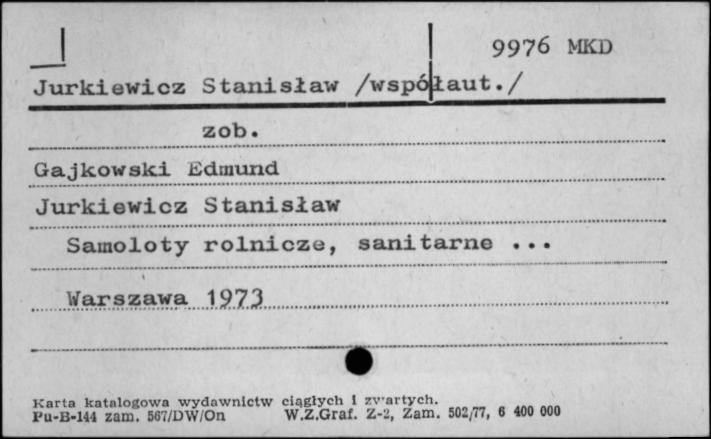 9976 MKD
Jurkiewicz Stanisław /współaut./
zob.
Gajkowski Edmund
Jurkiewicz Stanisław
Samoloty rolnicze, sanitarne ...
Warszawa 1973
Karta katalogowa wydawnictw ciągłych i zwartych.
Pu-B-144 zam. 567/DW/On W.Z.Graf. Z-2, Zam. 502/77, 6 400 000